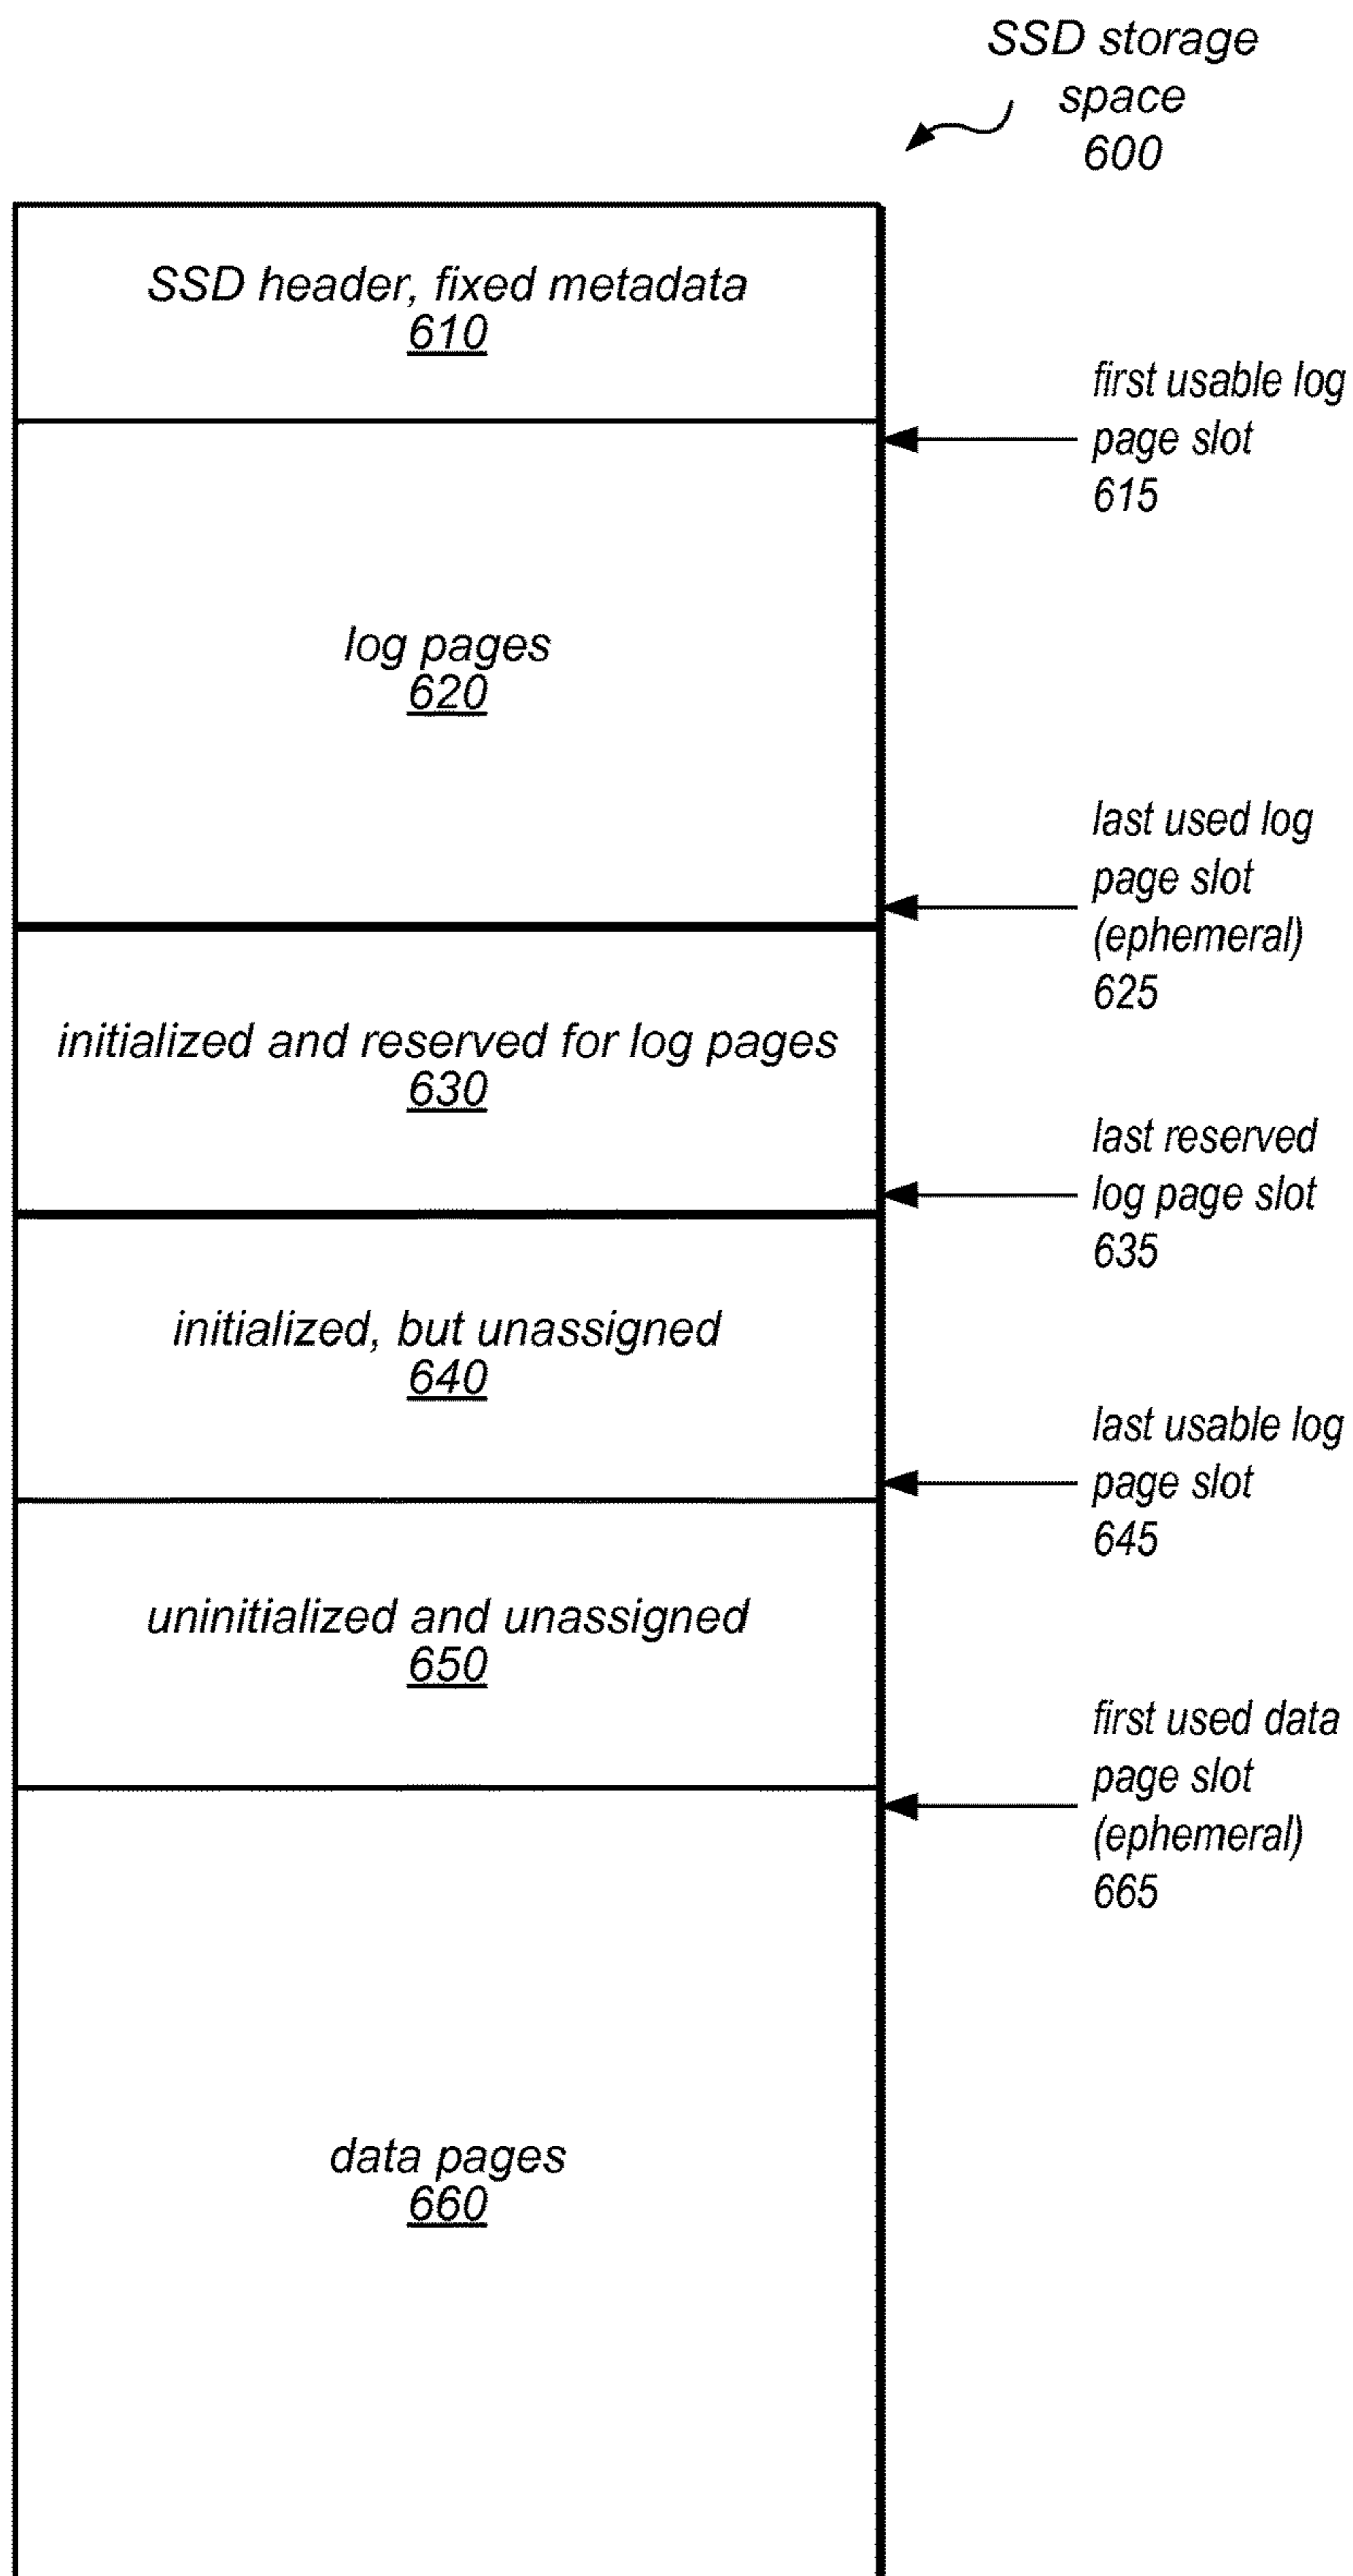 SSD storage
space
600
SSD header, fixed metadata
610
first usable log
page slot
615
log pages
620
last used log
page slot
(ephemeral)
625
initialized and reserved for log pages
630
last reserved
log page slot
635
initialized, but unassigned
640
last usable log
page slot
645
uninitialized and unassigned
650
first used data
page slot
(ephemeral)
665
data pages
660